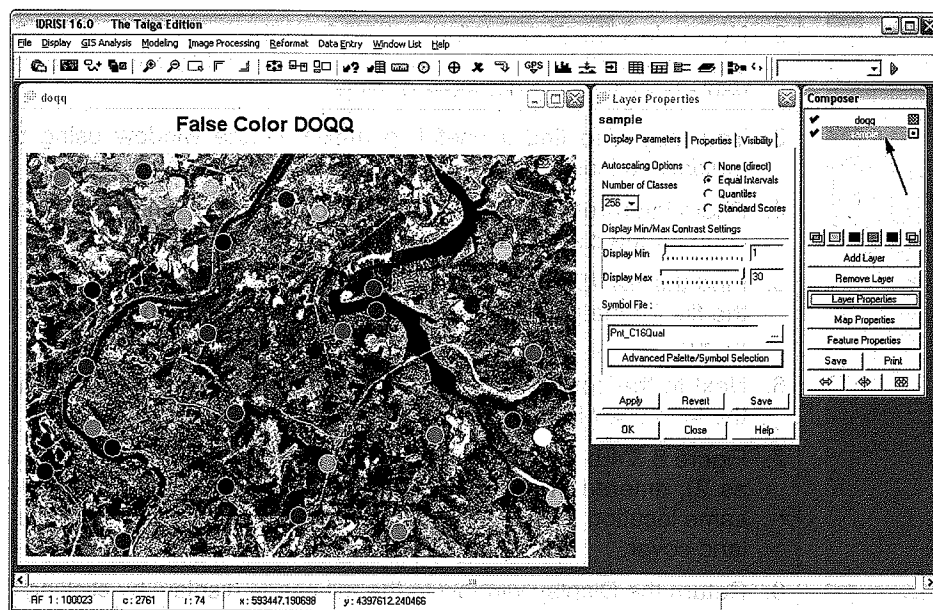 IDRISI 16.0 The Taiga Edition
File Display GIS Analysis Modeling Image Processing Reformat Data Entry Window List Help
GPS
doqq
False Color DOQQ
Layer Properties
sample
Display Parameters Properties Visibility
Autoscaling Options
None (direct)
Equal Intervals
Quantiles
Standard Scores
Number of Classes
256
Display Min/Max Contrast Settings
Display Min 1
Display Max 30
Symbol File :
Pnt_C16Qual ...
Advanced Palette/Symbol Selection
Apply Revert Save
OK Close Help
Composer
doqq
Add Layer
Remove Layer
Layer Properties
Map Properties
Feature Properties
Save Print
RF 1 : 100023 c : 2761 r : 74 x : 593447.190698 y : 4397612.240466